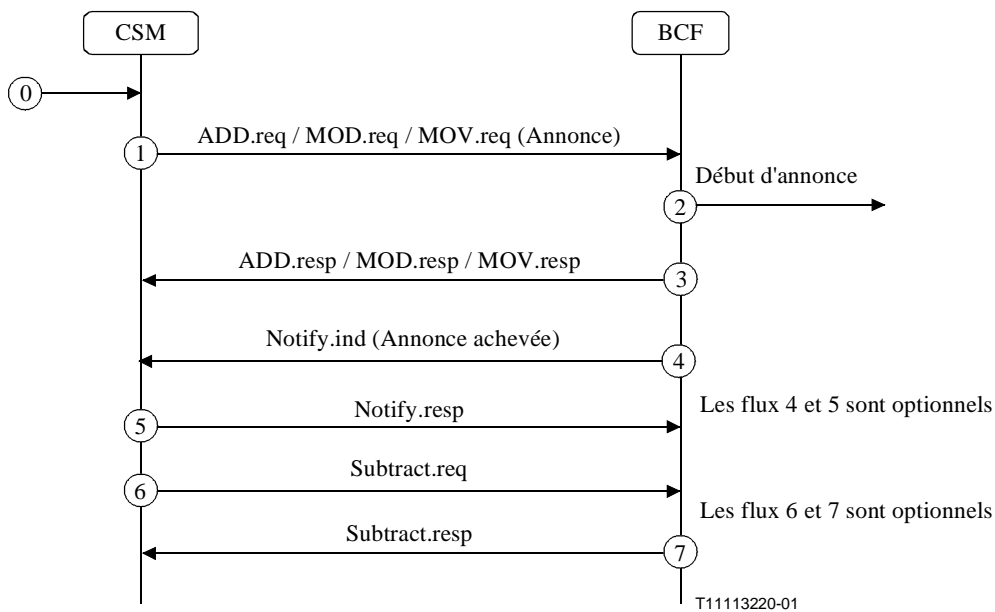 CSM
BCF
0
ADD.req / MOD.req / MOV.req (Annonce)
1
Début d'annonce
2
ADD.resp / MOD.resp / MOV.resp
3
Notify.ind (Annonce achevée)
4
Les flux 4 et 5 sont optionnels
Notify.resp
5
Subtract.req
6
Les flux 6 et 7 sont optionnels
Subtract.resp
7
T11113220-01